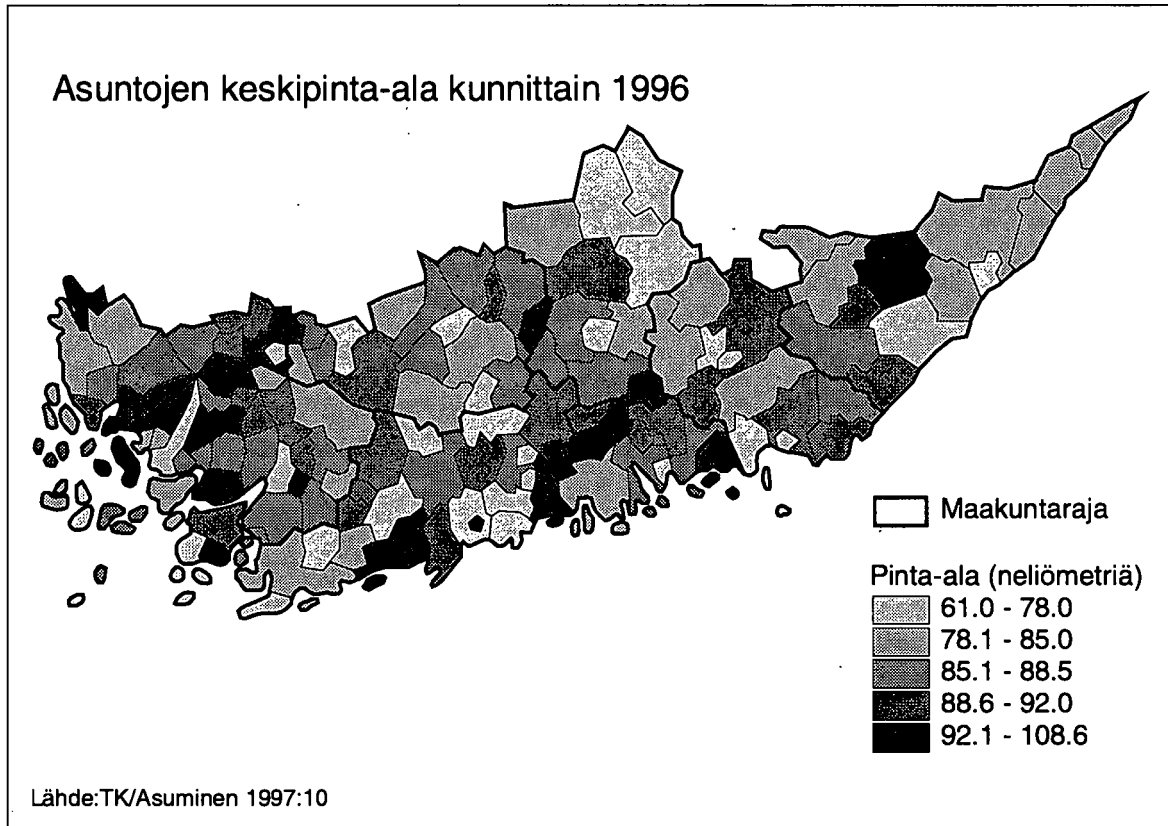 Asuntojen keskipinta-ala kunnittain 1996
Maakuntaraja
Pinta-ala (neliömetriä)
61.0 - 78.0
78.1 - 85.0
85.1 - 88.5
88.6 - 92.0
92.1 - 108.6
Lähde:TK/Asuminen 1997:10